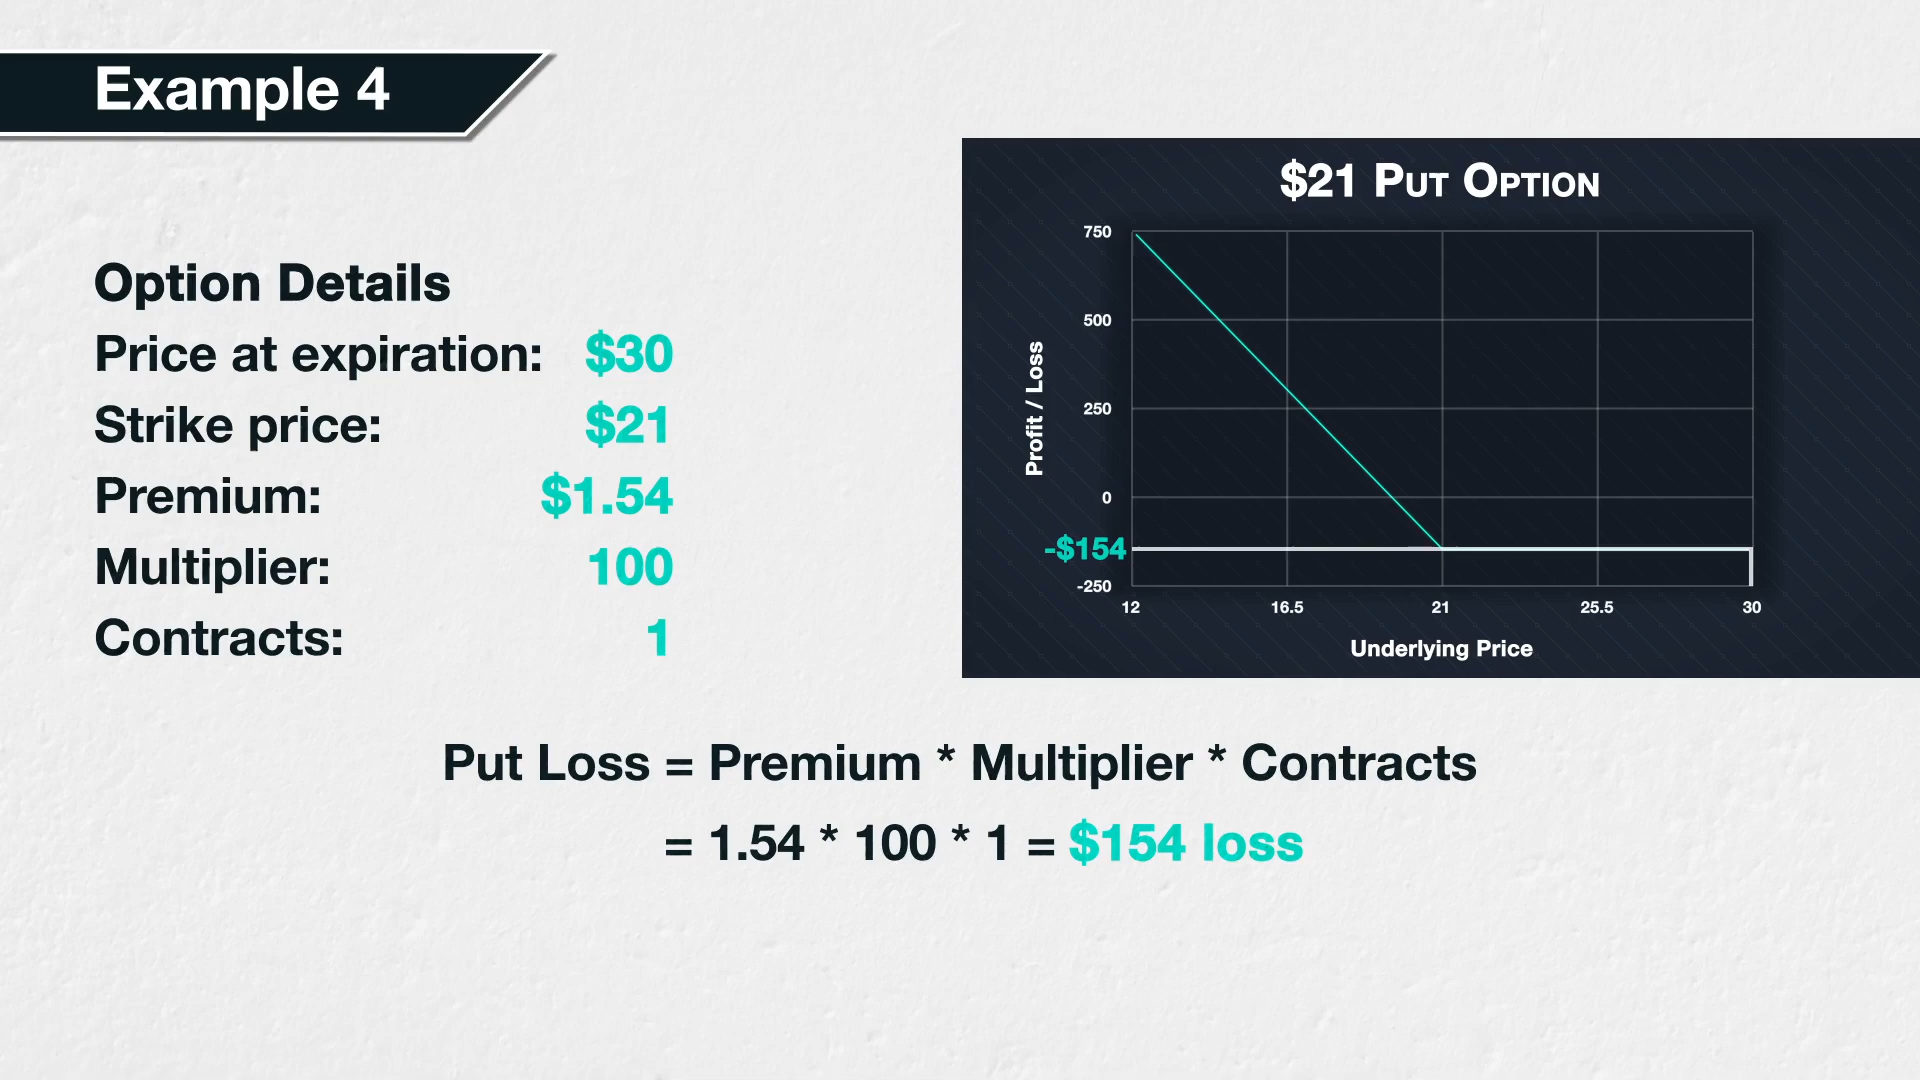 Example 4
Option Details
Price at expiration: $30
Strike price: $21
Premium: $1.54
Multiplier: 100
Contracts: 1
$21 Put Option
750
500
250
0
-$154
-250
Profit / Loss
12 16.5 21 25.5 30
Underlying Price
Put Loss = Premium * Multiplier * Contracts
= 1.54 * 100 * 1 = $154 loss